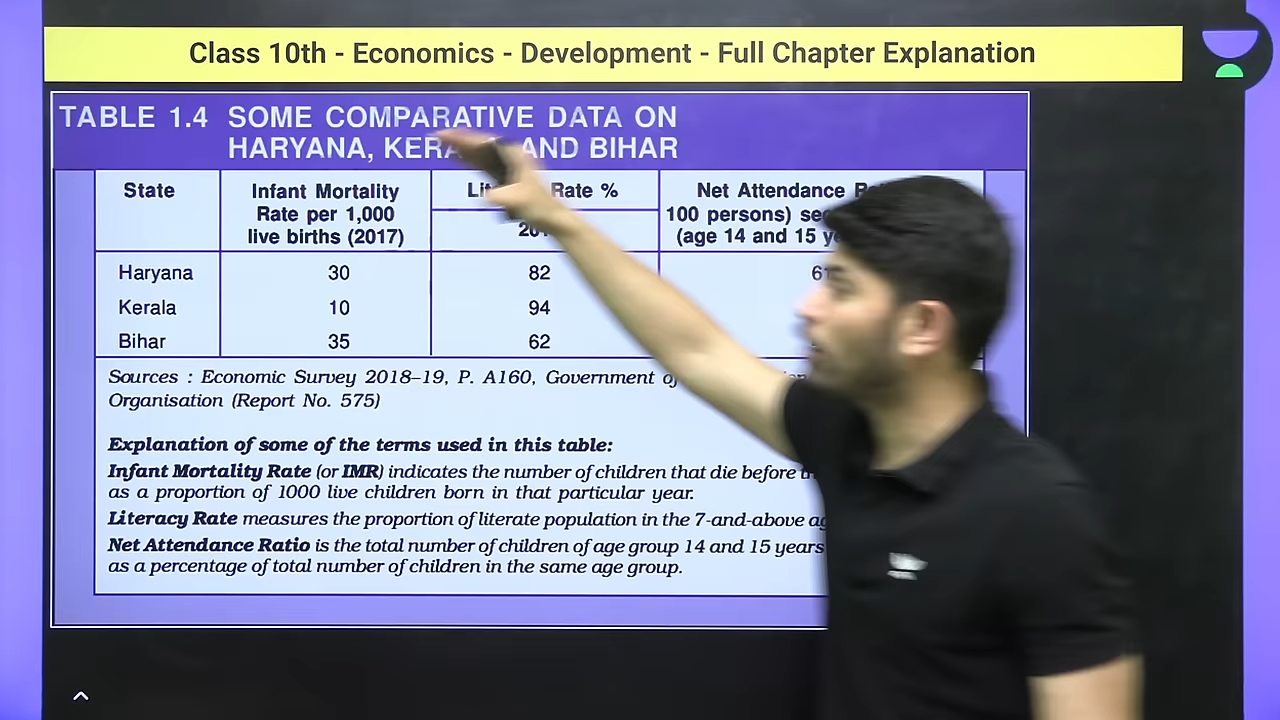 Class 10th - Economics - Development - Full Chapter Explanation
TABLE 1.4 SOME COMPARATIVE DATA ON
HARYANA, AND BIHAR
State
Infant Mortality
Rate per 1,000
live births (2017)
Rate %
Net Attendance
100 persons)
(age 14 and 15
Haryana 30 82
Kerala 10 94
Bihar 35 62
Sources : Economic Survey 2018–19, P. A160, Government
Organisation (Report No. 575)
Explanation of some of the terms used in this table:
Infant Mortality Rate (or IMR) indicates the number of children that die before
as a proportion of 1000 live children born in that particular year.
Literacy Rate measures the proportion of literate population in the 7-and-above
Net Attendance Ratio is the total number of children of age group 14 and 15 years
as a percentage of total number of children in the same age group.